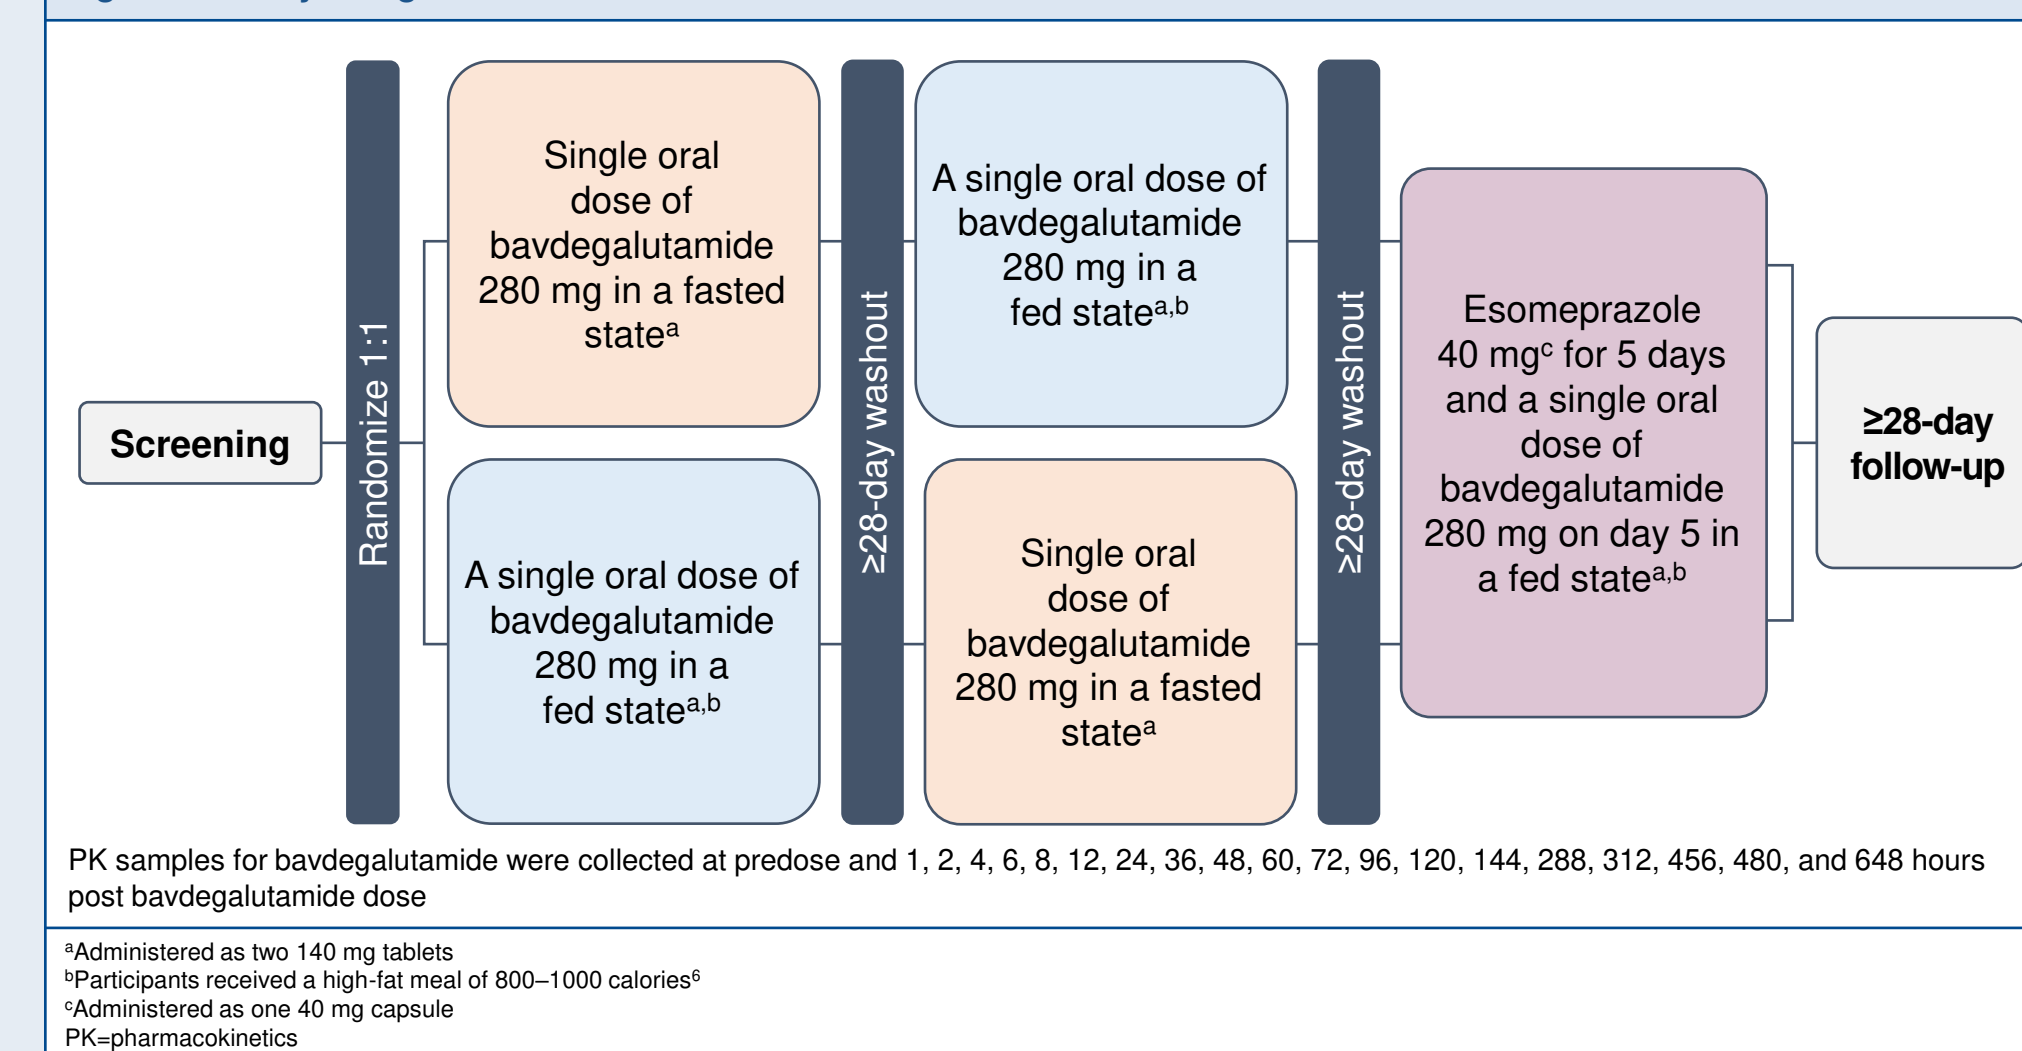 Screening
Randomize 1:1
Single oral
dose of
bavdegalutamide
280 mg in a fasted
stateᵃ
A single oral dose of
bavdegalutamide
280 mg in a
fed stateᵃ,ᵇ
≥28-day washout
A single oral dose of
bavdegalutamide
280 mg in a
fed stateᵃ,ᵇ
Single oral
dose of
bavdegalutamide
280 mg in a fasted
stateᵃ
≥28-day washout
Esomeprazole
40 mgᶜ for 5 days
and a single oral
dose of
bavdegalutamide
280 mg on day 5 in
a fed stateᵃ,ᵇ
≥28-day
follow-up
PK samples for bavdegalutamide were collected at predose and 1, 2, 4, 6, 8, 12, 24, 36, 48, 60, 72, 96, 120, 144, 288, 312, 456, 480, and 648 hours
post bavdegalutamide dose
ᵃAdministered as two 140 mg tablets
ᵇParticipants received a high-fat meal of 800–1000 calories⁶
ᶜAdministered as one 40 mg capsule
PK=pharmacokinetics